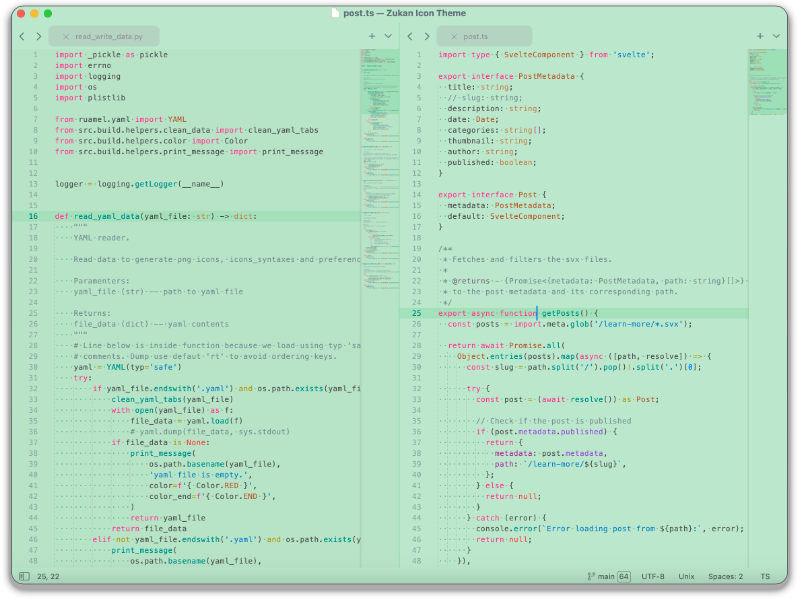 post.ts — Zukan Icon Theme
read_write_data.py
1 import _pickle as pickle
2 import errno
3 import logging
4 import os
5 import plistlib
6
7 from ruamel.yaml import YAML
8 from src.build.helpers.clean_data import clean_yaml_tabs
9 from src.build.helpers.color import Color
10 from src.build.helpers.print_message import print_message
11
12
13 logger = logging.getLogger(__name__)
14
15
16 def read_yaml_data(yaml_file: str) -> dict:
17 """
18 YAML reader.
19
20 Read data to generate png icons, icons_syntaxes and preferenc
21
22 Paramenters:
23 yaml_file (str) -- path to yaml file
24
25 Returns:
26 file_data (dict) -- yaml contents
27 """
28 # Line below is inside function because we load using typ 'sa
29 # comments. Dump use defaut 'rt' to avoid ordering keys.
30 yaml = YAML(typ='safe')
31 try:
32 if yaml_file.endswith('.yaml') and os.path.exists(yaml_fi
33 clean_yaml_tabs(yaml_file)
34 with open(yaml_file) as f:
35 file_data = yaml.load(f)
36 # yaml.dump(file_data, sys.stdout)
37 if file_data is None:
38 print_message(
39 os.path.basename(yaml_file),
40 'yaml file is empty.',
41 color=f'{ Color.RED }',
42 color_end=f'{ Color.END }',
43 )
44 return yaml_file
45 return file_data
46 elif not yaml_file.endswith('.yaml') and os.path.exists(y
47 print_message(
48 os.path.basename(yaml_file),
post.ts
1 import type { SvelteComponent } from 'svelte';
2
3 export interface PostMetadata {
4 title: string;
5 // slug: string;
6 description: string;
7 date: Date;
8 categories: string[];
9 thumbnail: string;
10 author: string;
11 published: boolean;
12 }
13
14 export interface Post {
15 metadata: PostMetadata;
16 default: SvelteComponent;
17 }
18
19 /**
20 * Fetches and filters the svx files.
21 *
22 * @returns - {Promise<{metadata: PostMetadata, path: string}[]>}
23 * to the post metadata and its corresponding path.
24 */
25 export async function getPosts() {
26 const posts = import.meta.glob('/learn-more/*.svx');
27
28 return await Promise.all(
29 Object.entries(posts).map(async ([path, resolve]) => {
30 const slug = path.split('/').pop()!.split('.')[0];
31
32 try {
33 const post = (await resolve()) as Post;
34
35 // Check if the post is published
36 if (post.metadata.published) {
37 return {
38 metadata: post.metadata,
39 path: `/learn-more/${slug}`,
40 };
41 } else {
42 return null;
43 }
44 } catch (error) {
45 console.error(`Error loading post from ${path}:`, error);
46 return null;
47 }
48 }),
25, 22
main 64 UTF-8 Unix Spaces: 2 TS